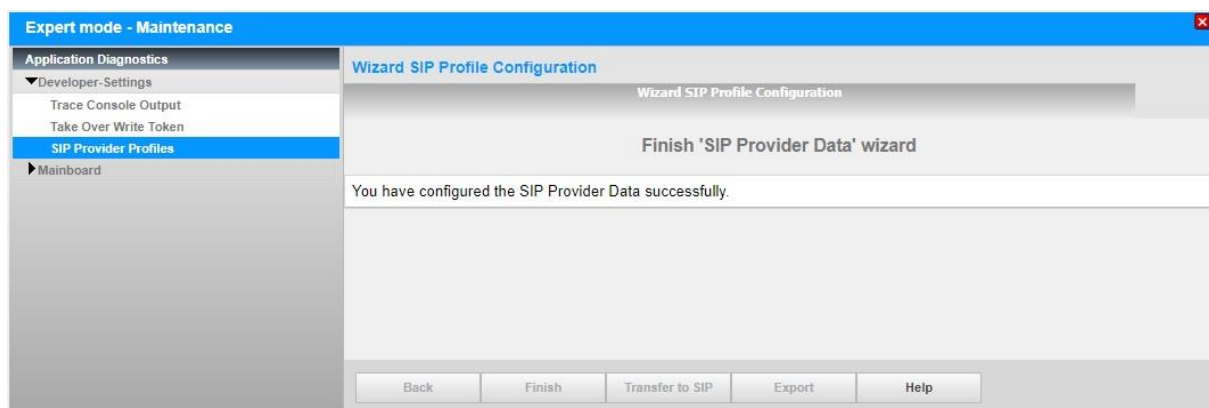 Expert mode - Maintenance
Application Diagnostics
Developer-Settings
Trace Console Output
Take Over Write Token
SIP Provider Profiles
Mainboard
Wizard SIP Profile Configuration
Wizard SIP Profile Configuration
Finish 'SIP Provider Data' wizard
You have configured the SIP Provider Data successfully.
Back Finish Transfer to SIP Export Help